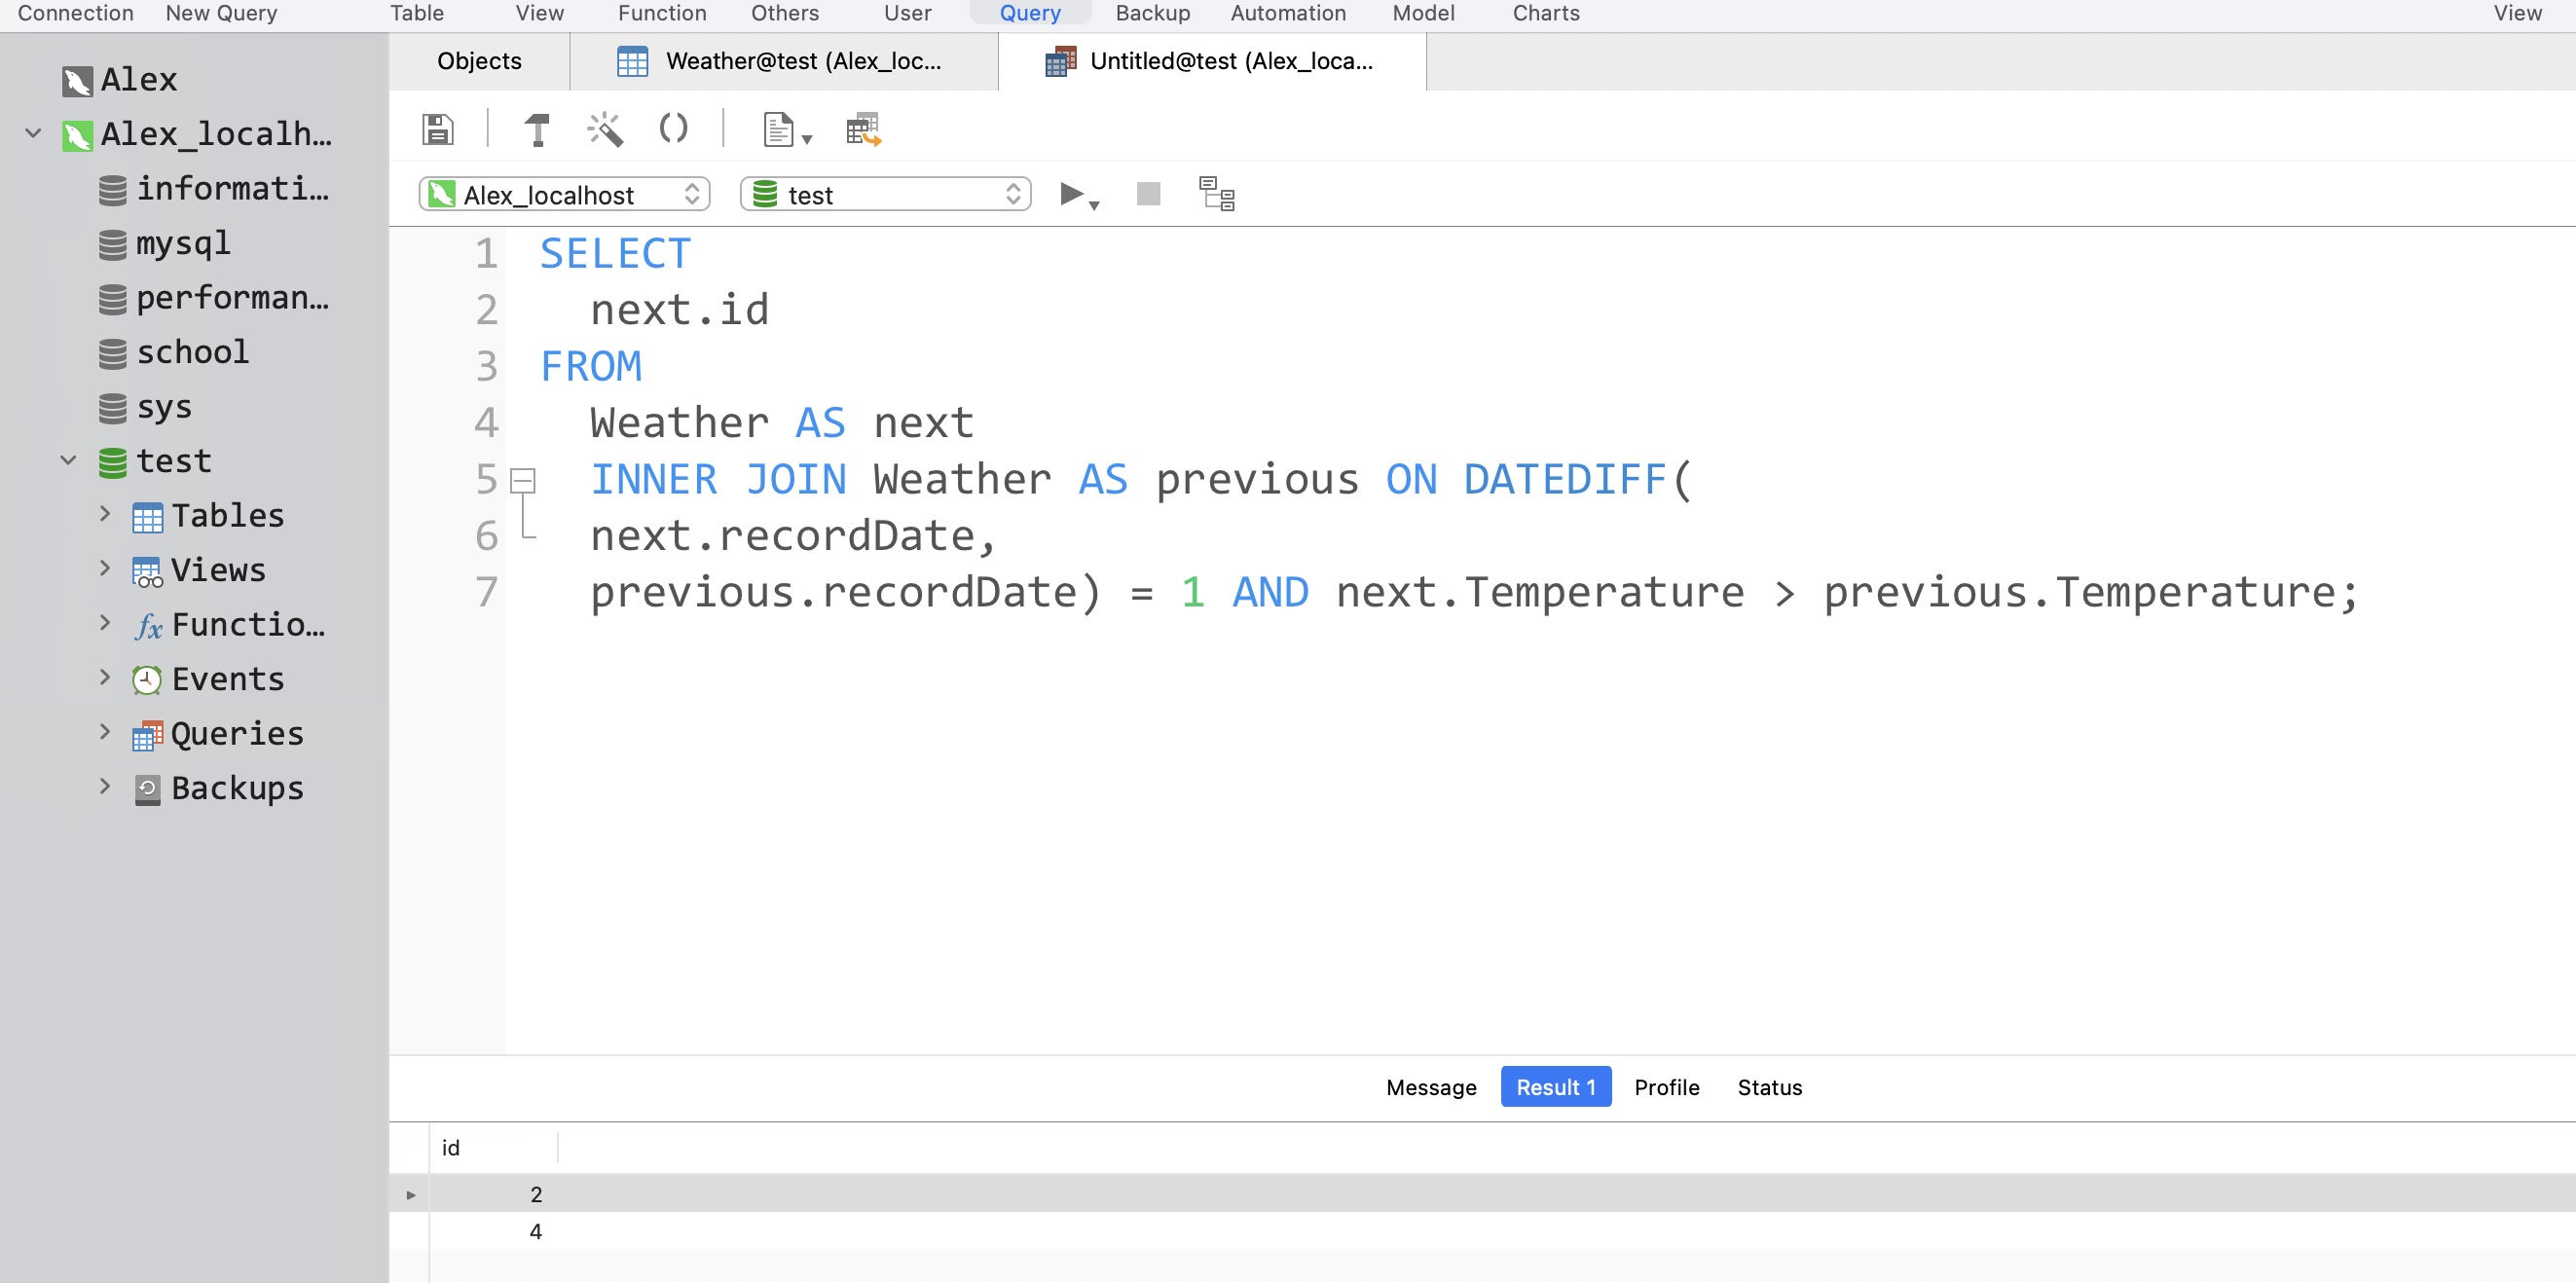 Connection New Query Table View Function Others User Query Backup Automation Model Charts View
Alex
Alex_localh...
informati...
mysql
performan...
school
sys
test
Tables
Views
fx Functio...
Events
Queries
Backups
Objects Weather@test (Alex_loc... Untitled@test (Alex_loca...
Alex_localhost test
1 SELECT
2 next.id
3 FROM
4 Weather AS next
5 INNER JOIN Weather AS previous ON DATEDIFF(
6 next.recordDate,
7 previous.recordDate) = 1 AND next.Temperature > previous.Temperature;
Message Result 1 Profile Status
id
2
4